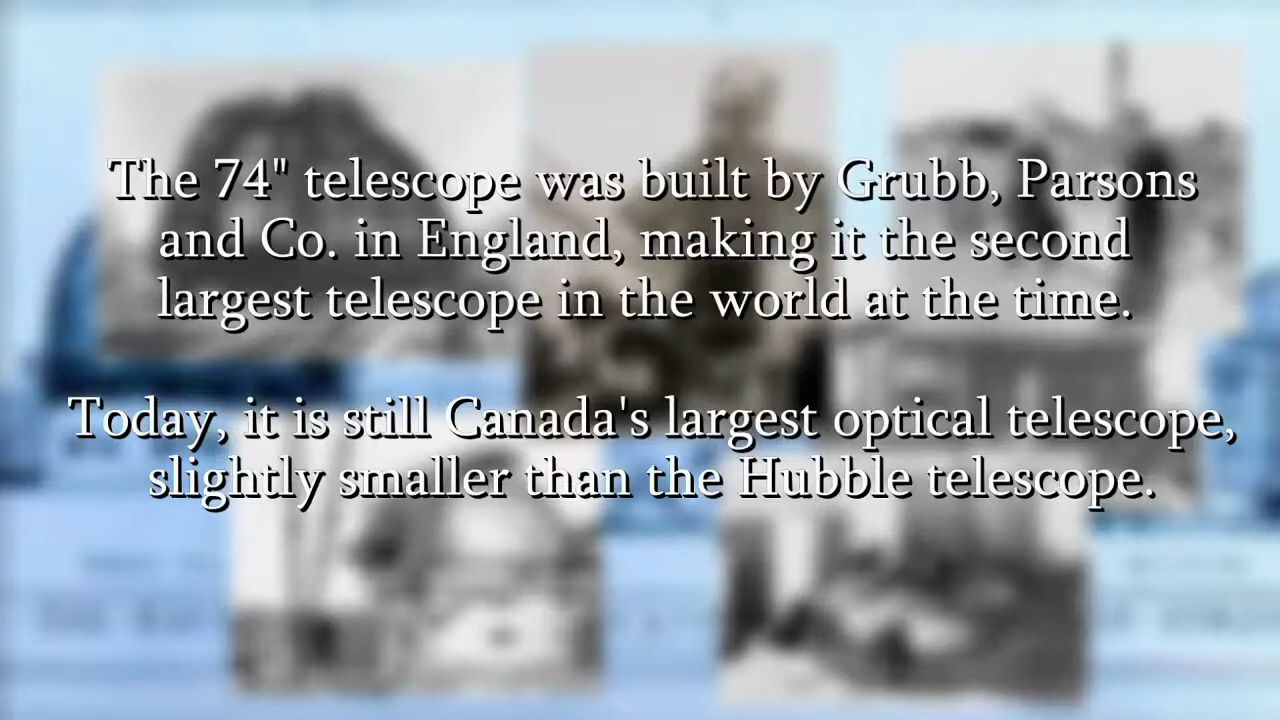 The 74" telescope was built by Grubb, Parsons
and Co. in England, making it the second
largest telescope in the world at the time.
Today, it is still Canada's largest optical telescope,
slightly smaller than the Hubble telescope.